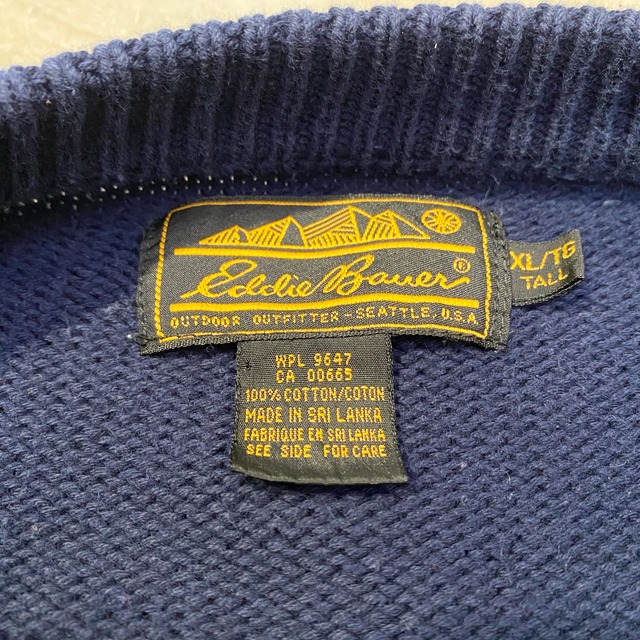 Eddie Bauer®
OUTDOOR OUTFITTER - SEATTLE, U.S.A
XL/TG
TALL
WPL 9647
CA 00665
100% COTTON/COTON
MADE IN SRI LANKA
FABRIQUE EN SRI LANKA
SEE SIDE FOR CARE